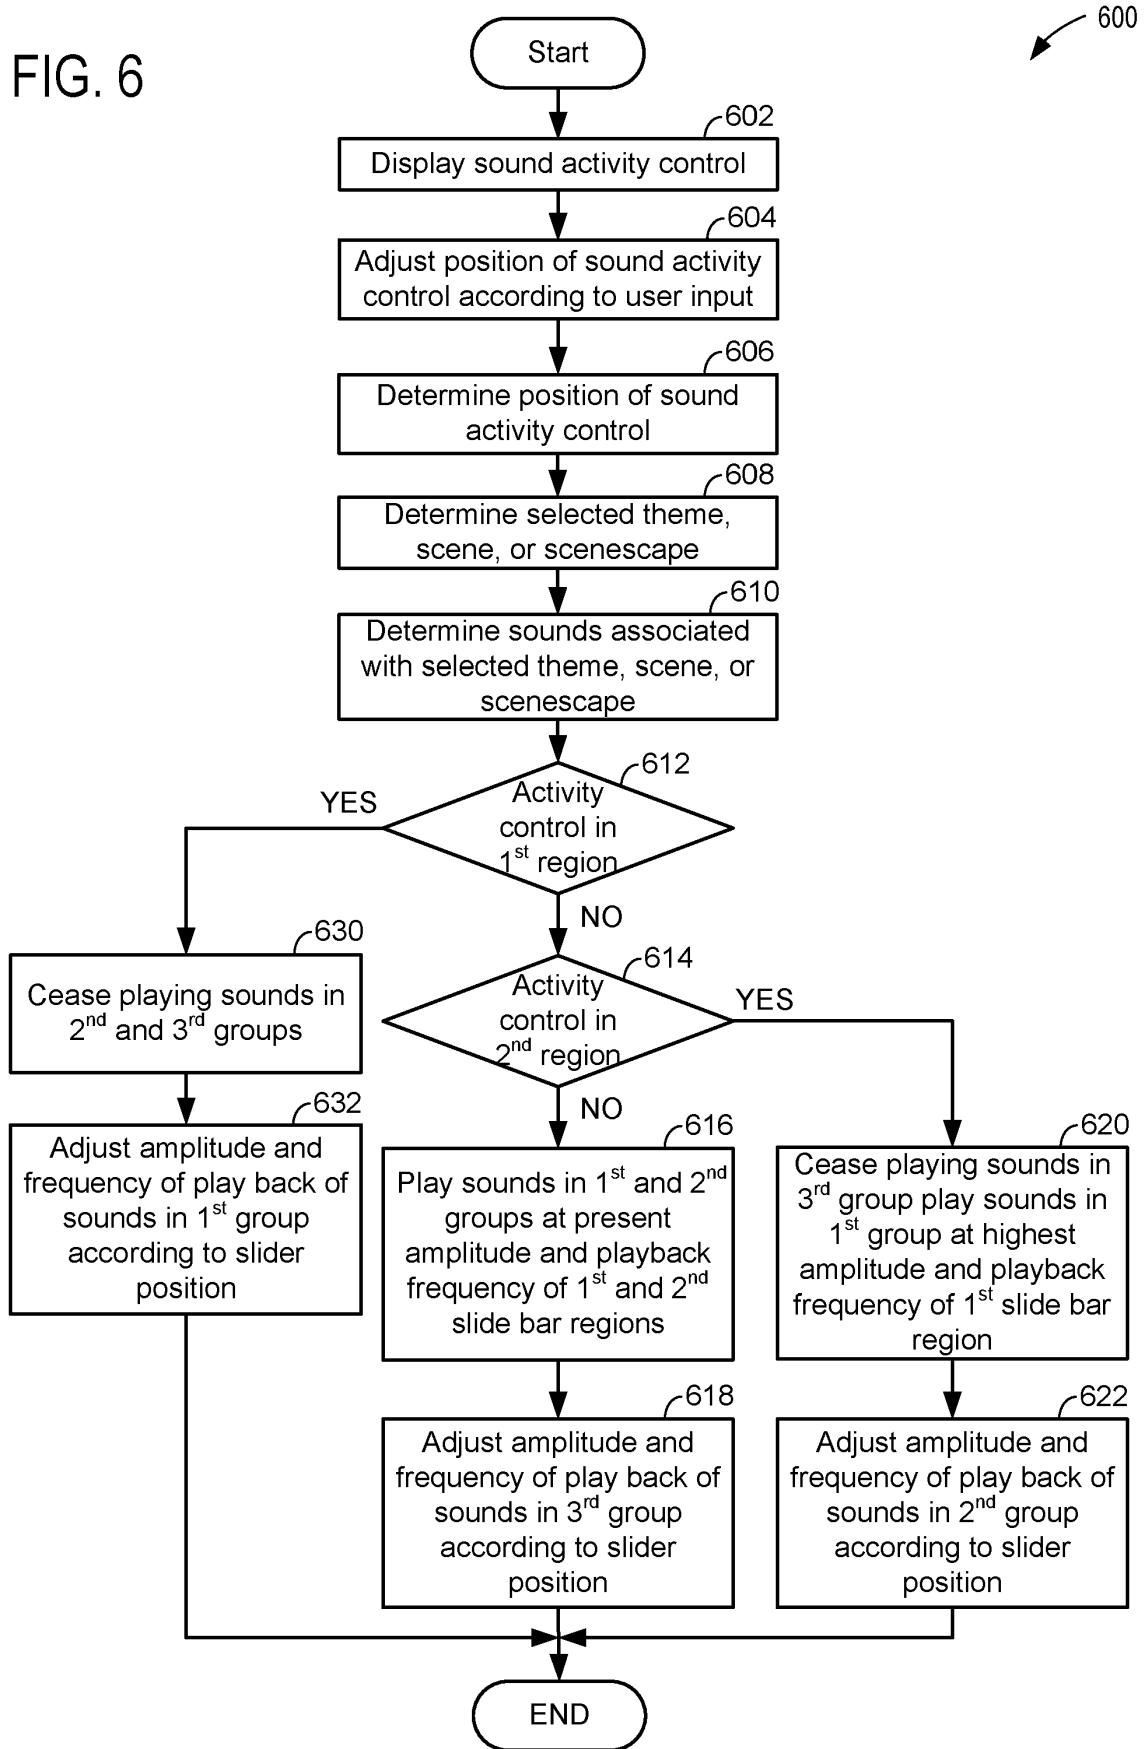 600
FIG. 6
Start
602
Display sound activity control
604
Adjust position of sound activity
control according to user input
606
Determine position of sound
activity control
608
Determine selected theme,
scene, or scenescape
610
Determine sounds associated
with selected theme, scene, or
scenescape
612
Activity
control in
1st region
YES
NO
630
Cease playing sounds in
2nd and 3rd groups
614
Activity
control in
2nd region
YES
NO
632
Adjust amplitude and
frequency of play back of
sounds in 1st group
according to slider
position
616
Play sounds in 1st and 2nd
groups at present
amplitude and playback
frequency of 1st and 2nd
slide bar regions
620
Cease playing sounds in
3rd group play sounds in
1st group at highest
amplitude and playback
frequency of 1st slide bar
region
618
Adjust amplitude and
frequency of play back of
sounds in 3rd group
according to slider
position
622
Adjust amplitude and
frequency of play back of
sounds in 2nd group
according to slider
position
END